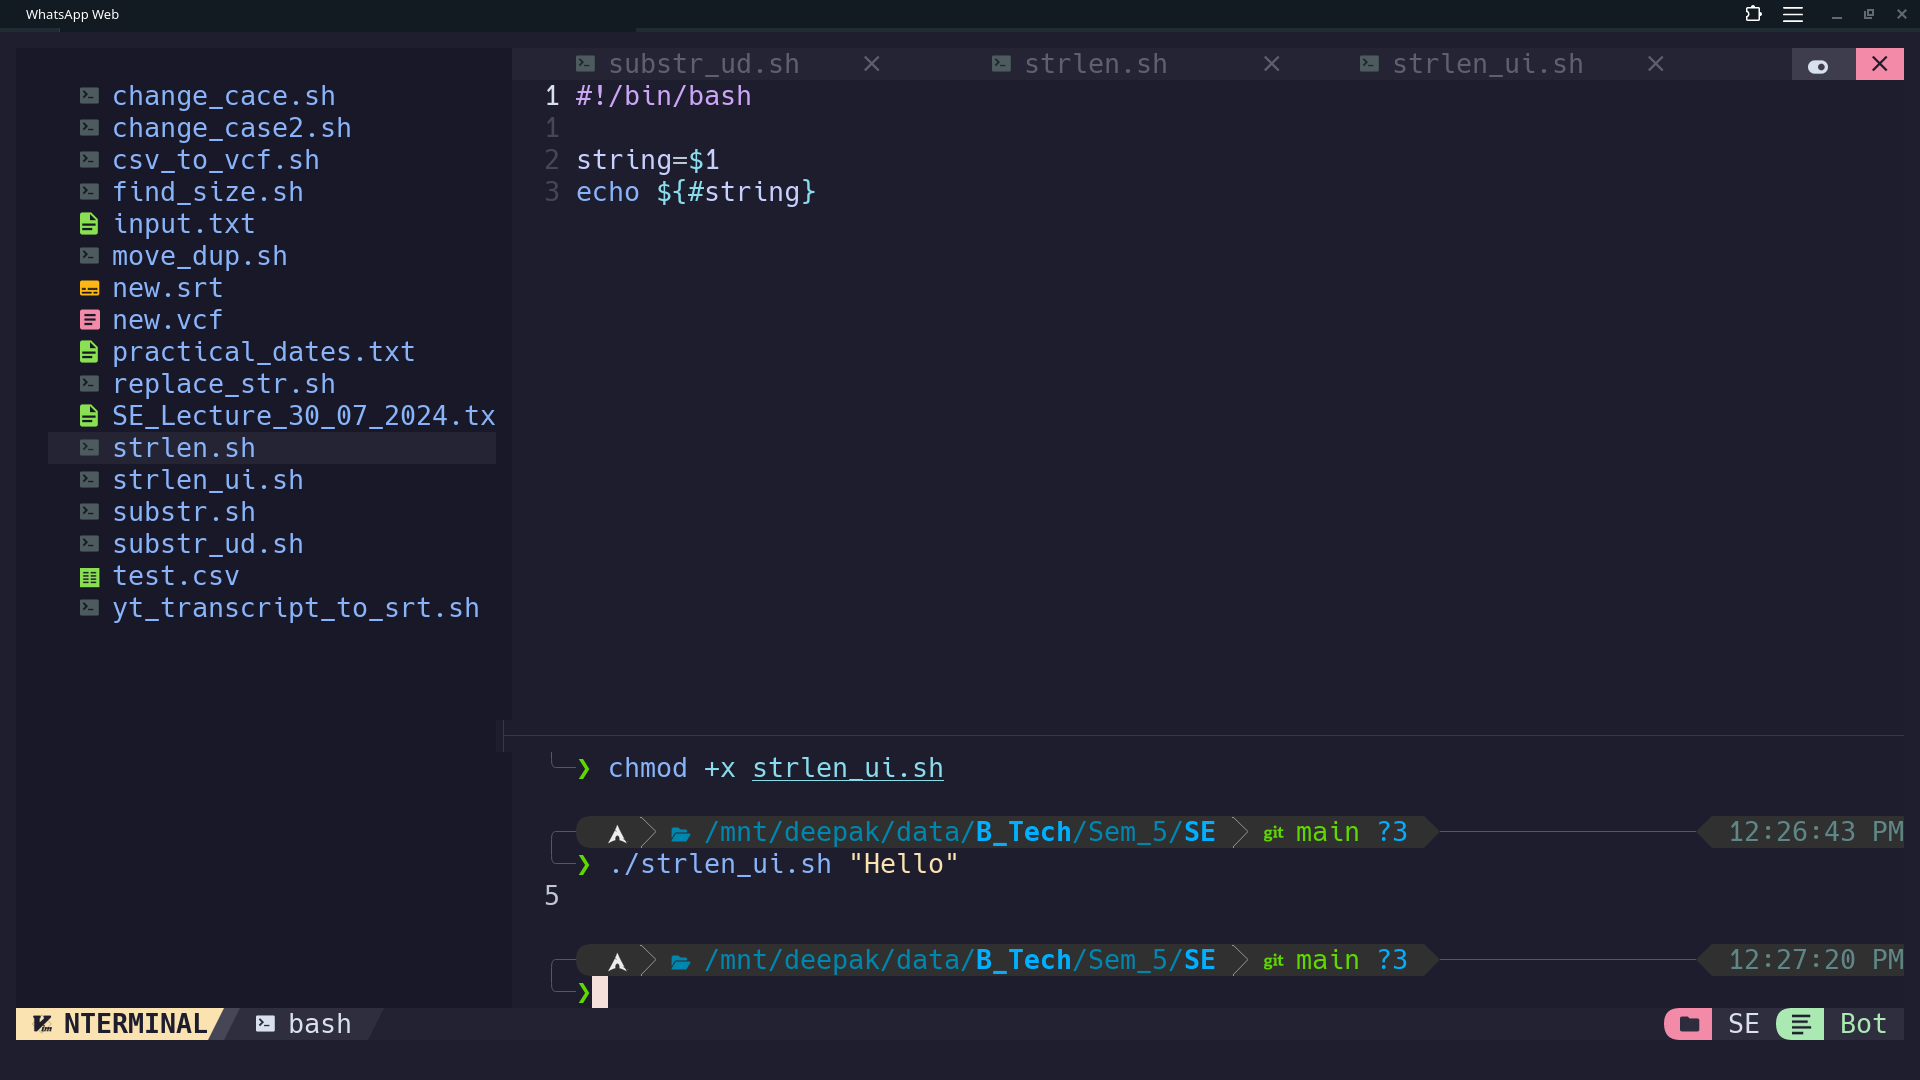 WhatsApp Web
change_cace.sh
change_case2.sh
csv_to_vcf.sh
find_size.sh
input.txt
move_dup.sh
new.srt
new.vcf
practical_dates.txt
replace_str.sh
SE_Lecture_30_07_2024.tx
strlen.sh
strlen_ui.sh
substr.sh
substr_ud.sh
test.csv
yt_transcript_to_srt.sh
substr_ud.sh strlen.sh strlen_ui.sh
1 #!/bin/bash
1
2 string=$1
3 echo ${#string}
❯ chmod +x strlen_ui.sh
/mnt/deepak/data/B_Tech/Sem_5/SE git main ?3 12:26:43 PM
❯ ./strlen_ui.sh "Hello"
5
/mnt/deepak/data/B_Tech/Sem_5/SE git main ?3 12:27:20 PM
❯
NTERMINAL bash SE Bot